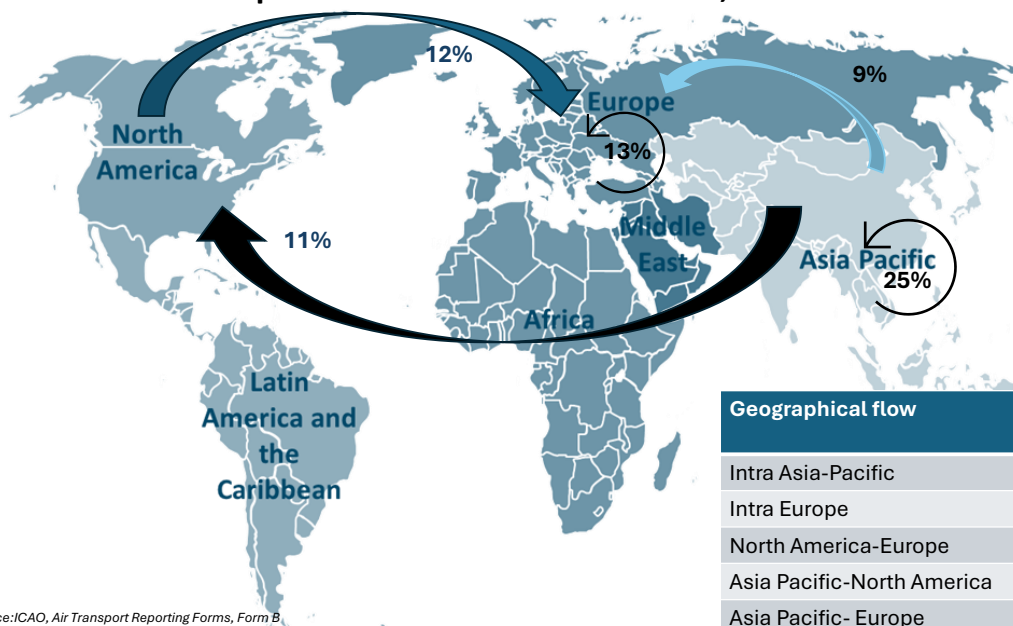 12%
9%
Europe
North
America
13%
Middle
East
11%
Asia Pacific
25%
Africa
Latin
America and
the
Caribbean
Geographical flow
Intra Asia-Pacific
Intra Europe
North America-Europe
Asia Pacific-North America
Asia Pacific- Europe
ce:ICAO, Air Transport Reporting Forms, Form B